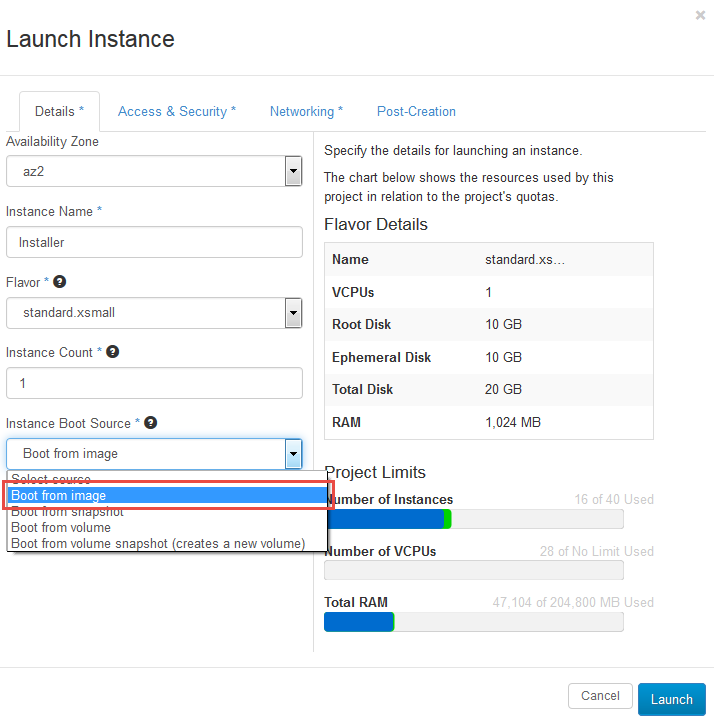 ×
Launch Instance
Details *
Access & Security *
Networking *
Post-Creation
Availability Zone
az2
Instance Name *
Installer
Flavor * ?
standard.xsmall
Instance Count * ?
1
Instance Boot Source * ?
Boot from image
Select source
Boot from image
Boot from snapshot
Boot from volume
Boot from volume snapshot (creates a new volume)
Specify the details for launching an instance.
The chart below shows the resources used by this
project in relation to the project's quotas.
Flavor Details
Name standard.xs...
VCPUs 1
Root Disk 10 GB
Ephemeral Disk 10 GB
Total Disk 20 GB
RAM 1,024 MB
Project Limits
Number of Instances 16 of 40 Used
Number of VCPUs 28 of No Limit Used
Total RAM 47,104 of 204,800 MB Used
Cancel
Launch